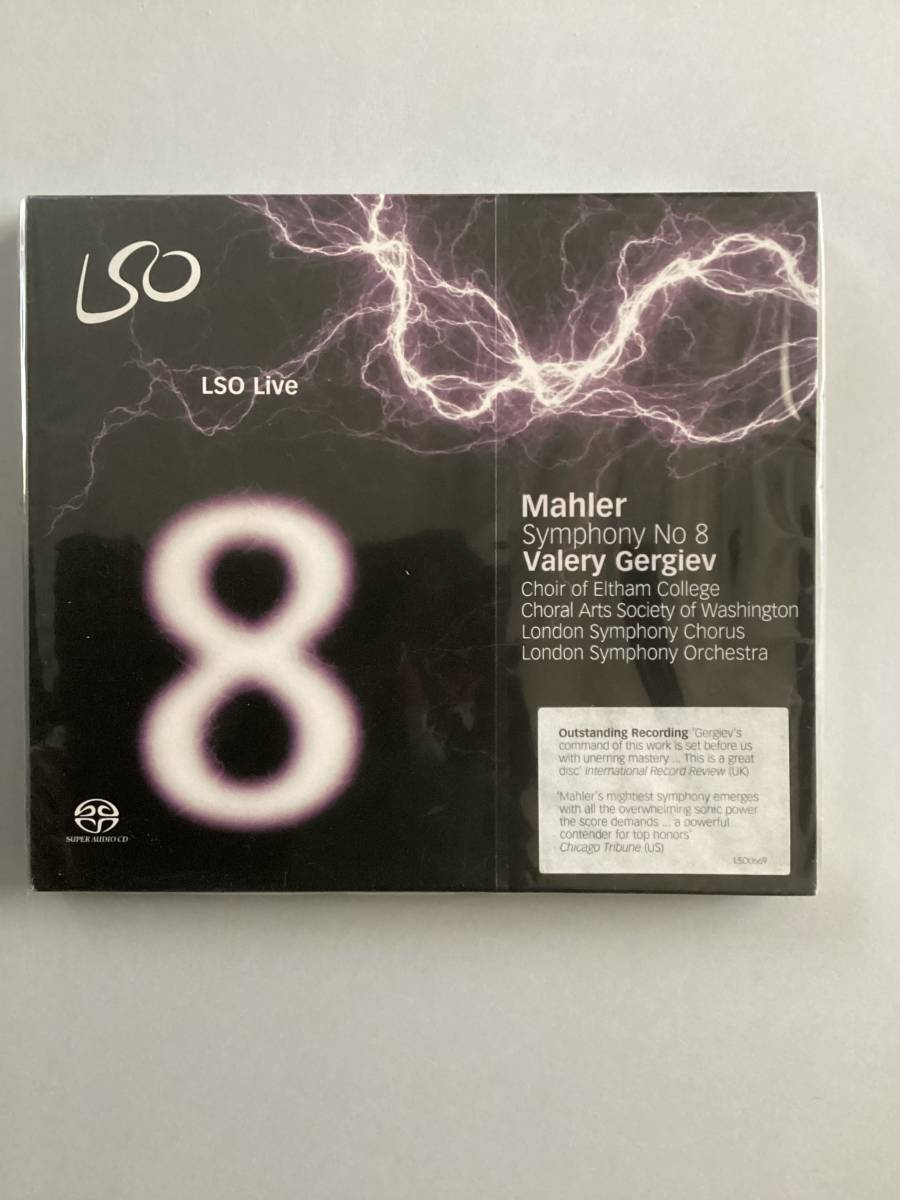 LSO
LSO Live
8
Mahler
Symphony No 8
Valery Gergiev
Choir of Eltham College
Choral Arts Society of Washington
London Symphony Chorus
London Symphony Orchestra
Outstanding Recording 'Gergiev's
command of this work is set before us
with unerring mastery ... This is a great
disc' International Record Review (UK)
'Mahler's mightiest symphony emerges
with all the overwhelming sonic power
the score demands ... a powerful
contender for top honors'
Chicago Tribune (US)
LSO0669
SUPER AUDIO CD